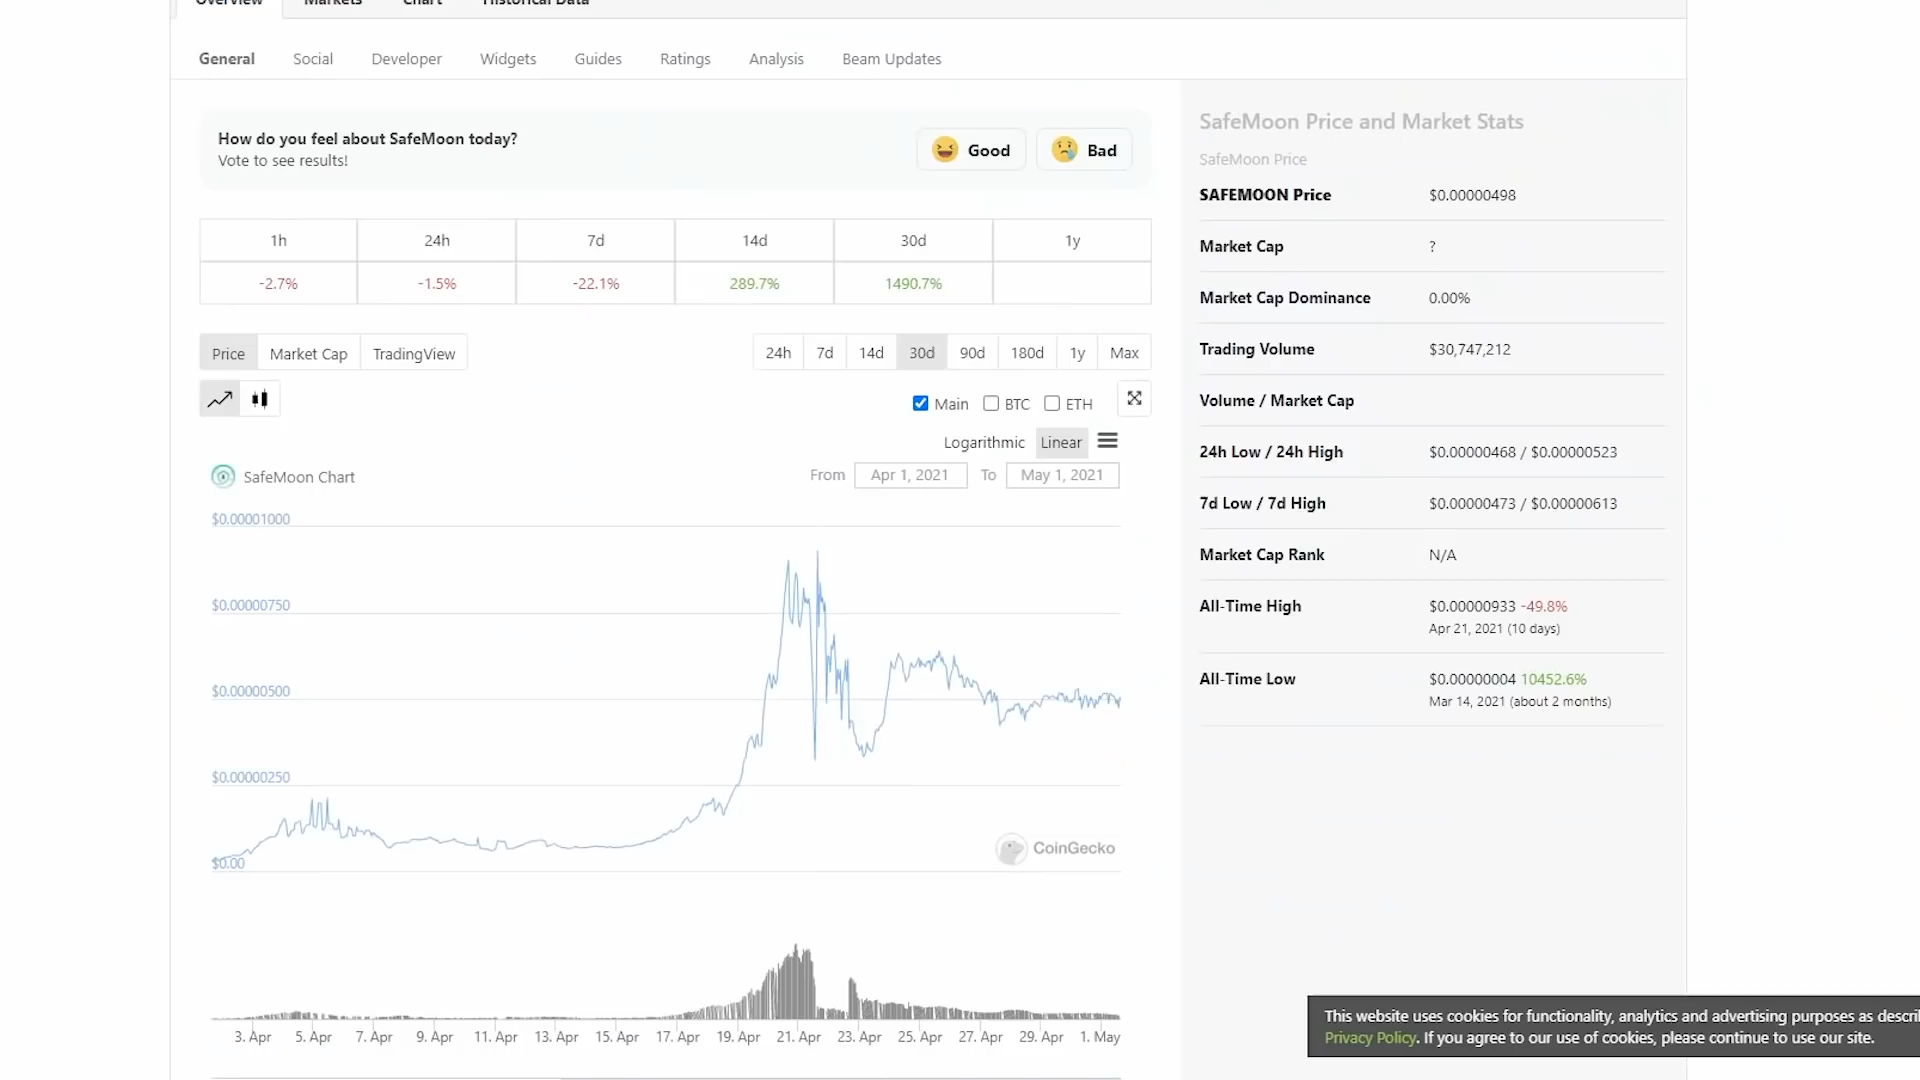 Overview Markets Chart Historical Data
General Social Developer Widgets Guides Ratings Analysis Beam Updates
How do you feel about SafeMoon today?
Vote to see results!
Good Bad
1h 24h 7d 14d 30d 1y
-2.7% -1.5% -22.1% 289.7% 1490.7%
Price Market Cap TradingView
24h 7d 14d 30d 90d 180d 1y Max
Main BTC ETH
Logarithmic Linear
SafeMoon Chart
From Apr 1, 2021 To May 1, 2021
$0.00001000
$0.00000750
$0.00000500
$0.00000250
$0.00
CoinGecko
3. Apr 5. Apr 7. Apr 9. Apr 11. Apr 13. Apr 15. Apr 17. Apr 19. Apr 21. Apr 23. Apr 25. Apr 27. Apr 29. Apr 1. May
SafeMoon Price and Market Stats
SafeMoon Price
SAFEMOON Price $0.00000498
Market Cap ?
Market Cap Dominance 0.00%
Trading Volume $30,747,212
Volume / Market Cap
24h Low / 24h High $0.00000468 / $0.00000523
7d Low / 7d High $0.00000473 / $0.00000613
Market Cap Rank N/A
All-Time High $0.00000933 -49.8%
Apr 21, 2021 (10 days)
All-Time Low $0.00000004 10452.6%
Mar 14, 2021 (about 2 months)
This website uses cookies for functionality, analytics and advertising purposes as descri
Privacy Policy. If you agree to our use of cookies, please continue to use our site.